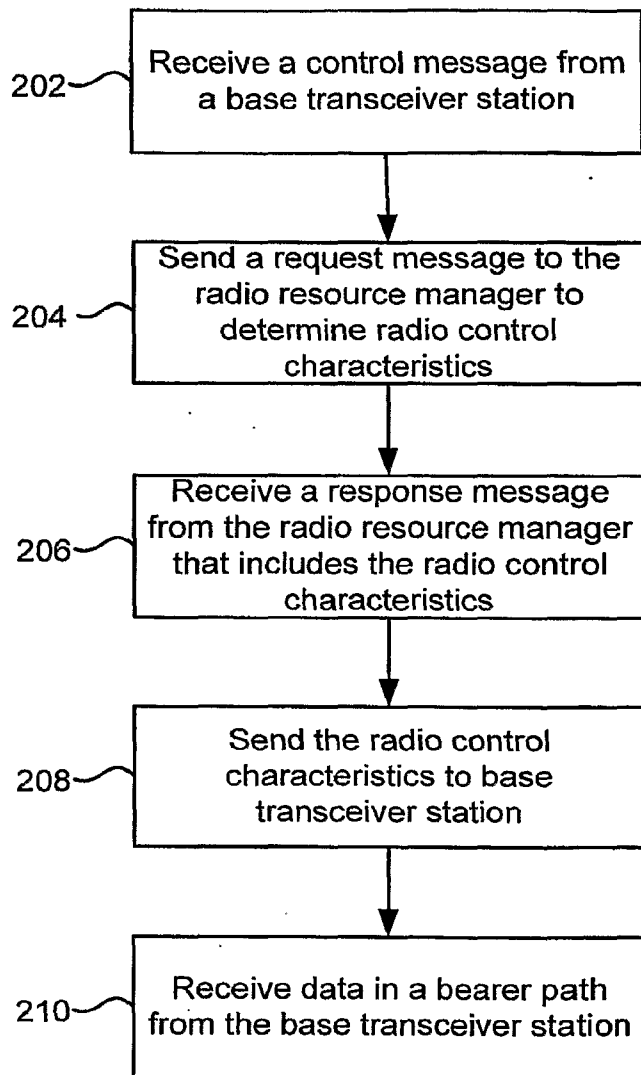 202
Receive a control message from
a base transceiver station
204
Send a request message to the
radio resource manager to
determine radio control
characteristics
206
Receive a response message
from the radio resource manager
that includes the radio control
characteristics
208
Send the radio control
characteristics to base
transceiver station
210
Receive data in a bearer path
from the base transceiver station